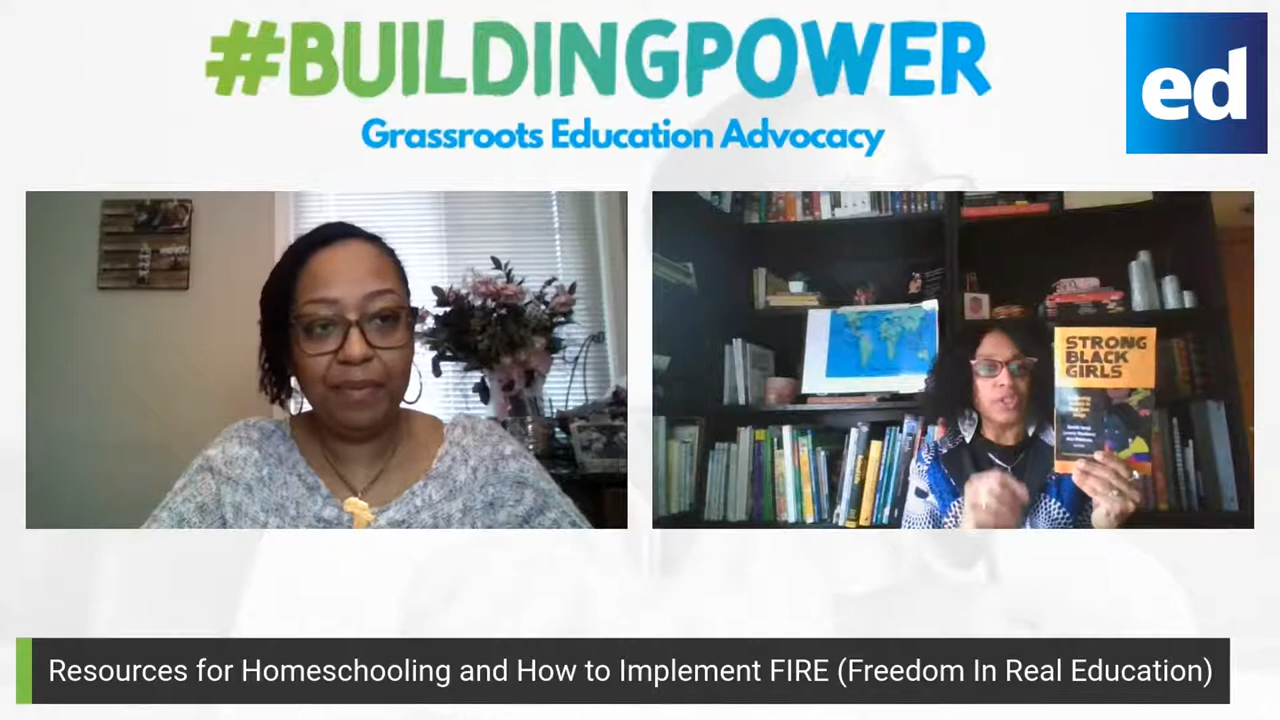 #BUILDINGPOWER
Grassroots Education Advocacy
ed
STRONG
BLACK
GIRLS
Resources for Homeschooling and How to Implement FIRE (Freedom In Real Education)